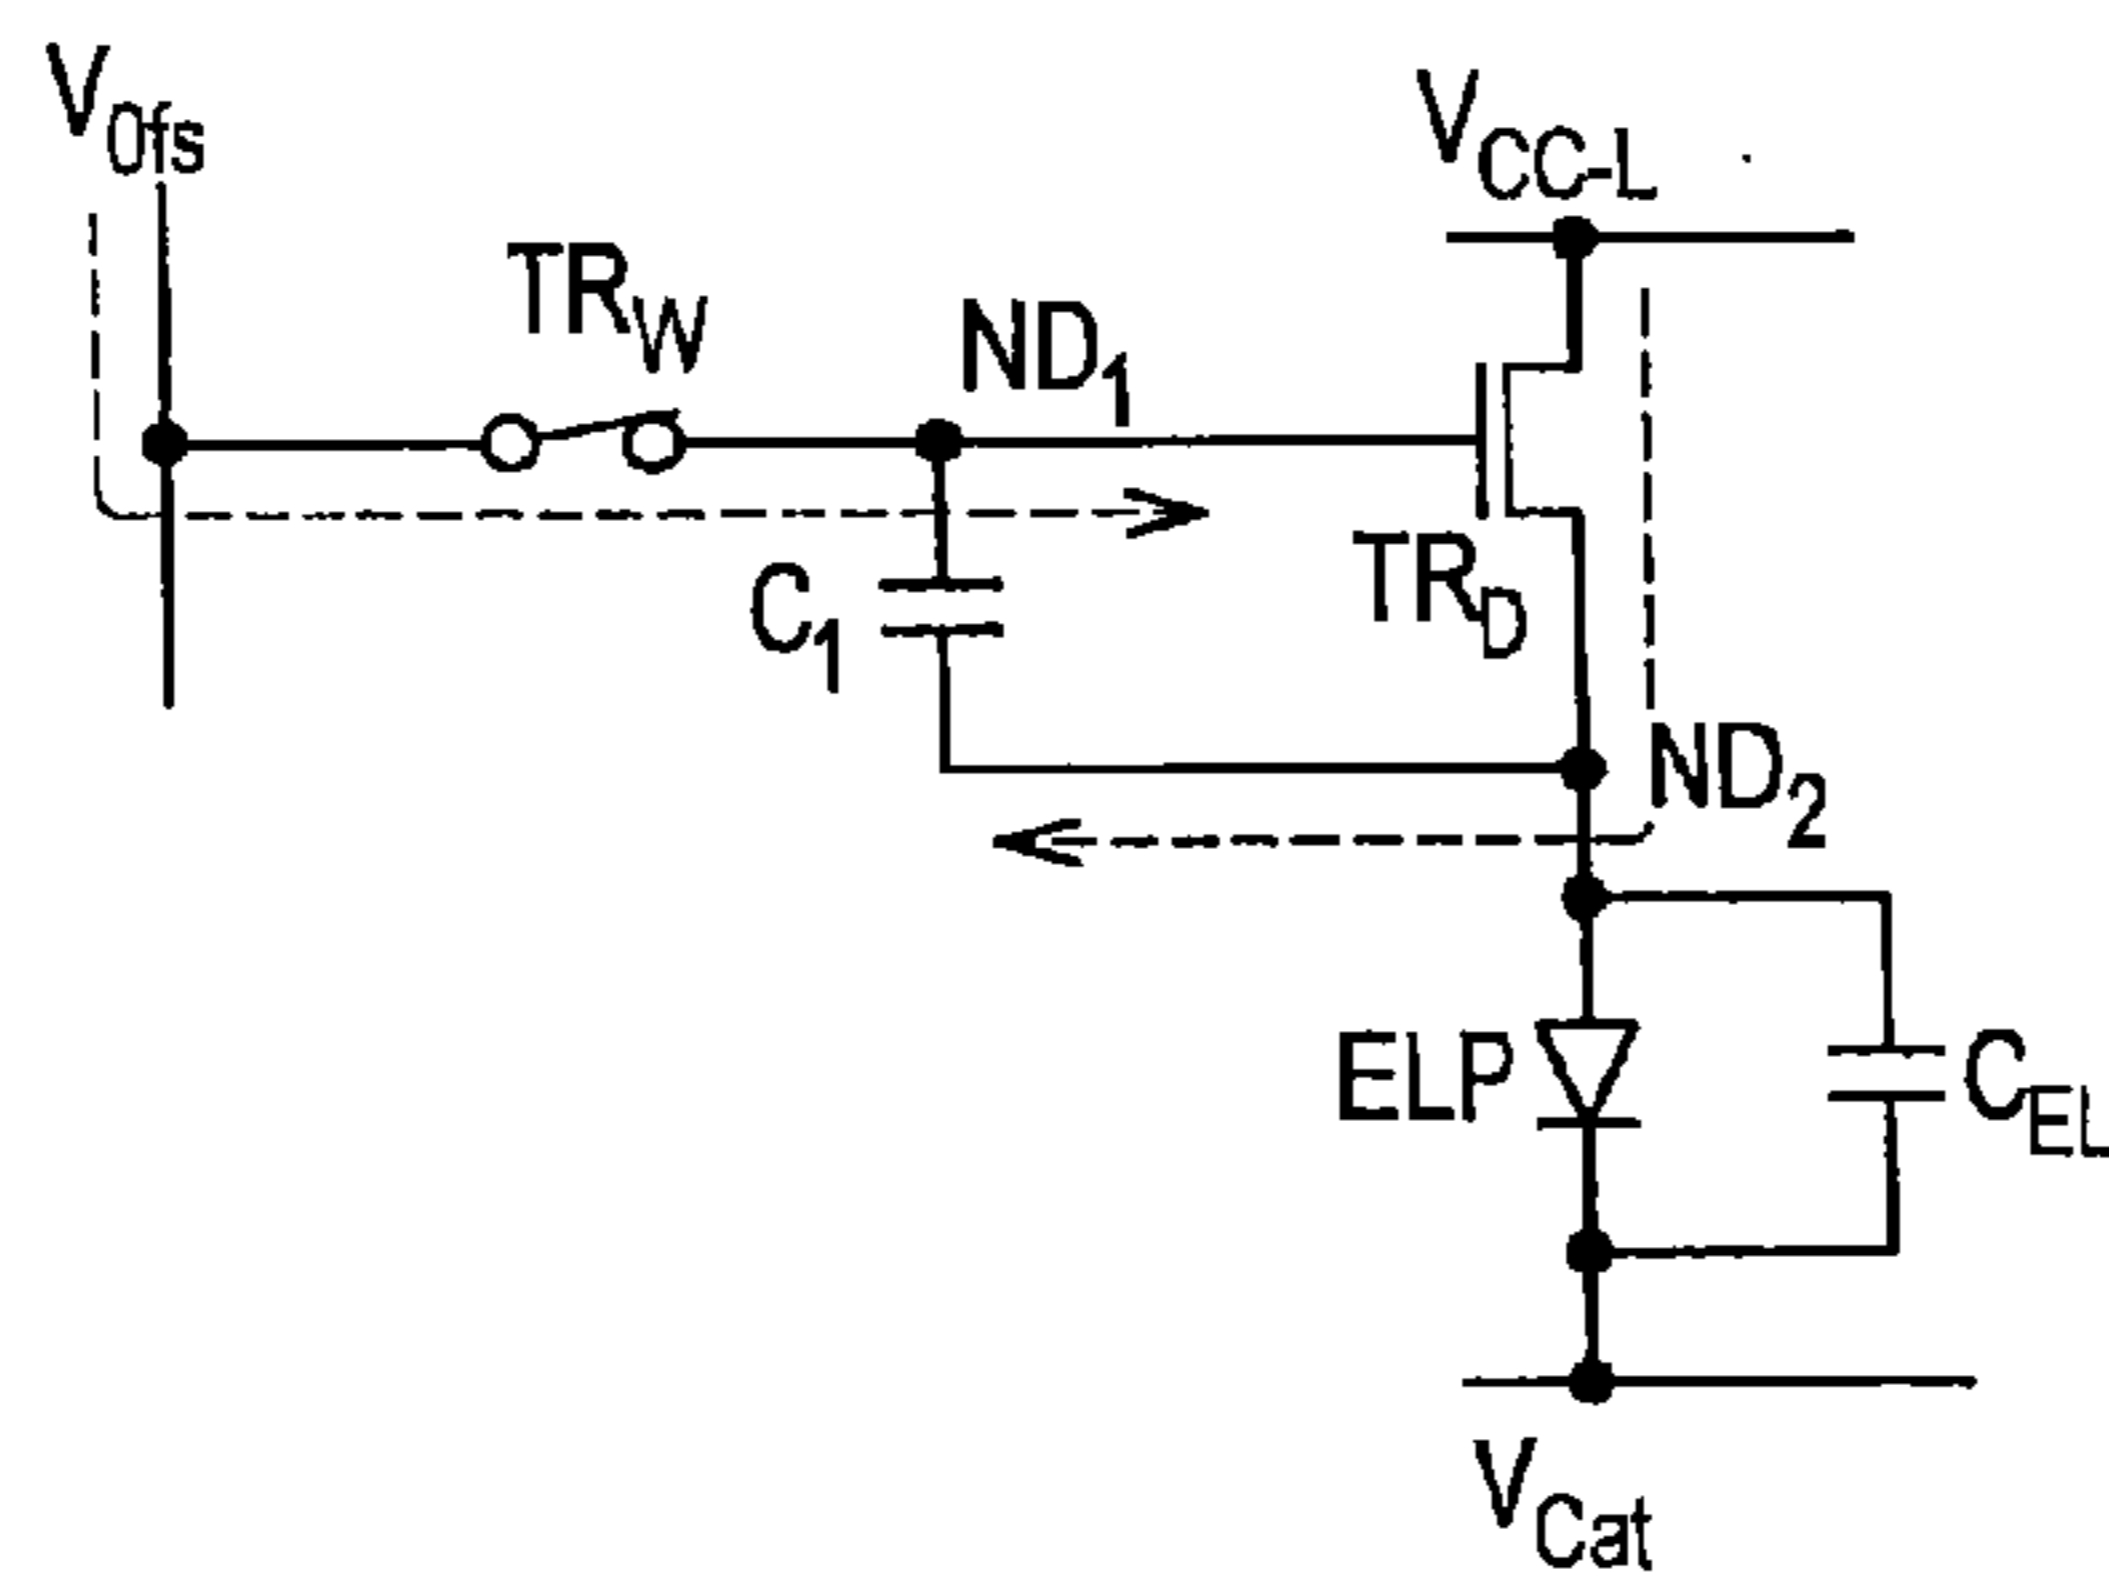 V0fs
VCC-L
TRW
ND1
C1
TRD
ND2
ELP
CEL
VCat